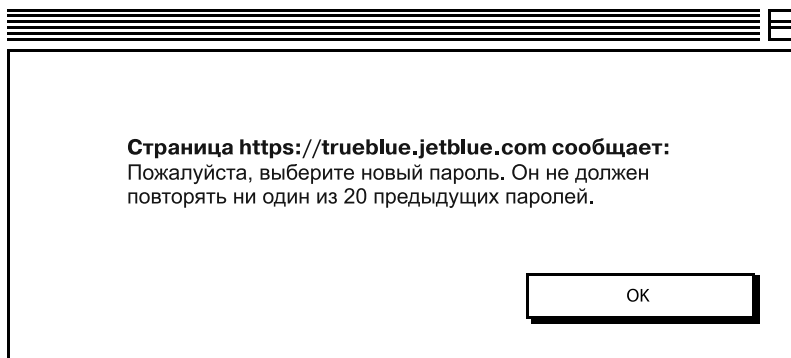 Страница https://trueblue.jetblue.com сообщает:
Пожалуйста, выберите новый пароль. Он не должен
повторять ни один из 20 предыдущих паролей.
OK